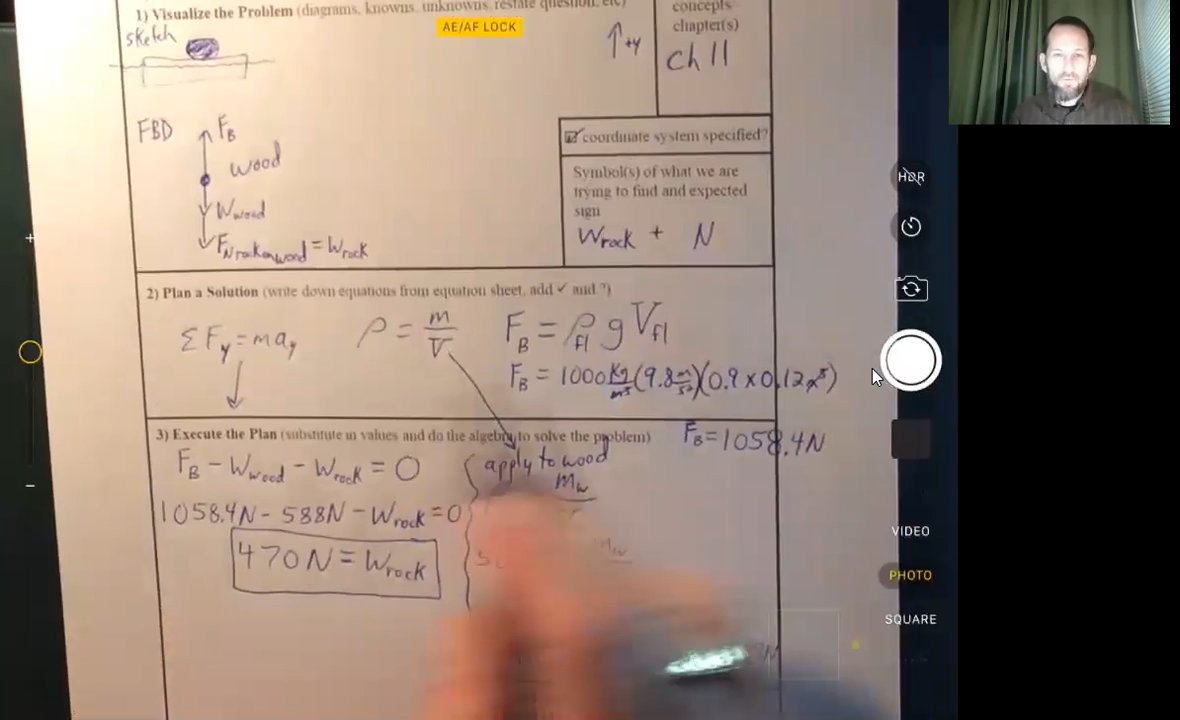 1) Visualize the Problem (diagrams, knowns, unknowns, restate question, etc)
AE/AF LOCK
sketch
↑+y
concepts
chapter(s)
ch 11
FBD
F_B
wood
W_wood
F_N rock on wood = W_rock
coordinate system specified?
Symbol(s) of what we are
trying to find and expected
sign
W_rock + N
2) Plan a Solution (write down equations from equation sheet, add ✓ and ?)
ΣF_y = ma_y
ρ = m/V
F_B = ρ_fl g V_fl
F_B = 1000 kg/m³ (9.8 m/s²)(0.9 x 0.12 m³)
3) Execute the Plan (substitute in values and do the algebra to solve the problem)
F_B = 1058.4 N
F_B - W_wood - W_rock = 0
apply to wood
m_w
1058.4N - 588N - W_rock = 0
470 N = W_rock
m_w
HDR
VIDEO
PHOTO
SQUARE
+
-